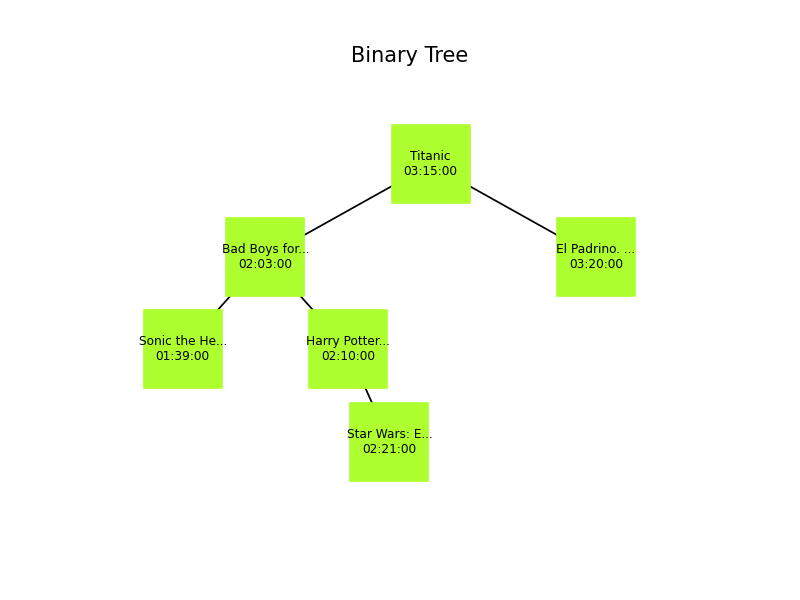 Binary Tree
Titanic
03:15:00
Bad Boys for...
02:03:00
El Padrino. ...
03:20:00
Sonic the He...
01:39:00
Harry Potter...
02:10:00
Star Wars: E...
02:21:00